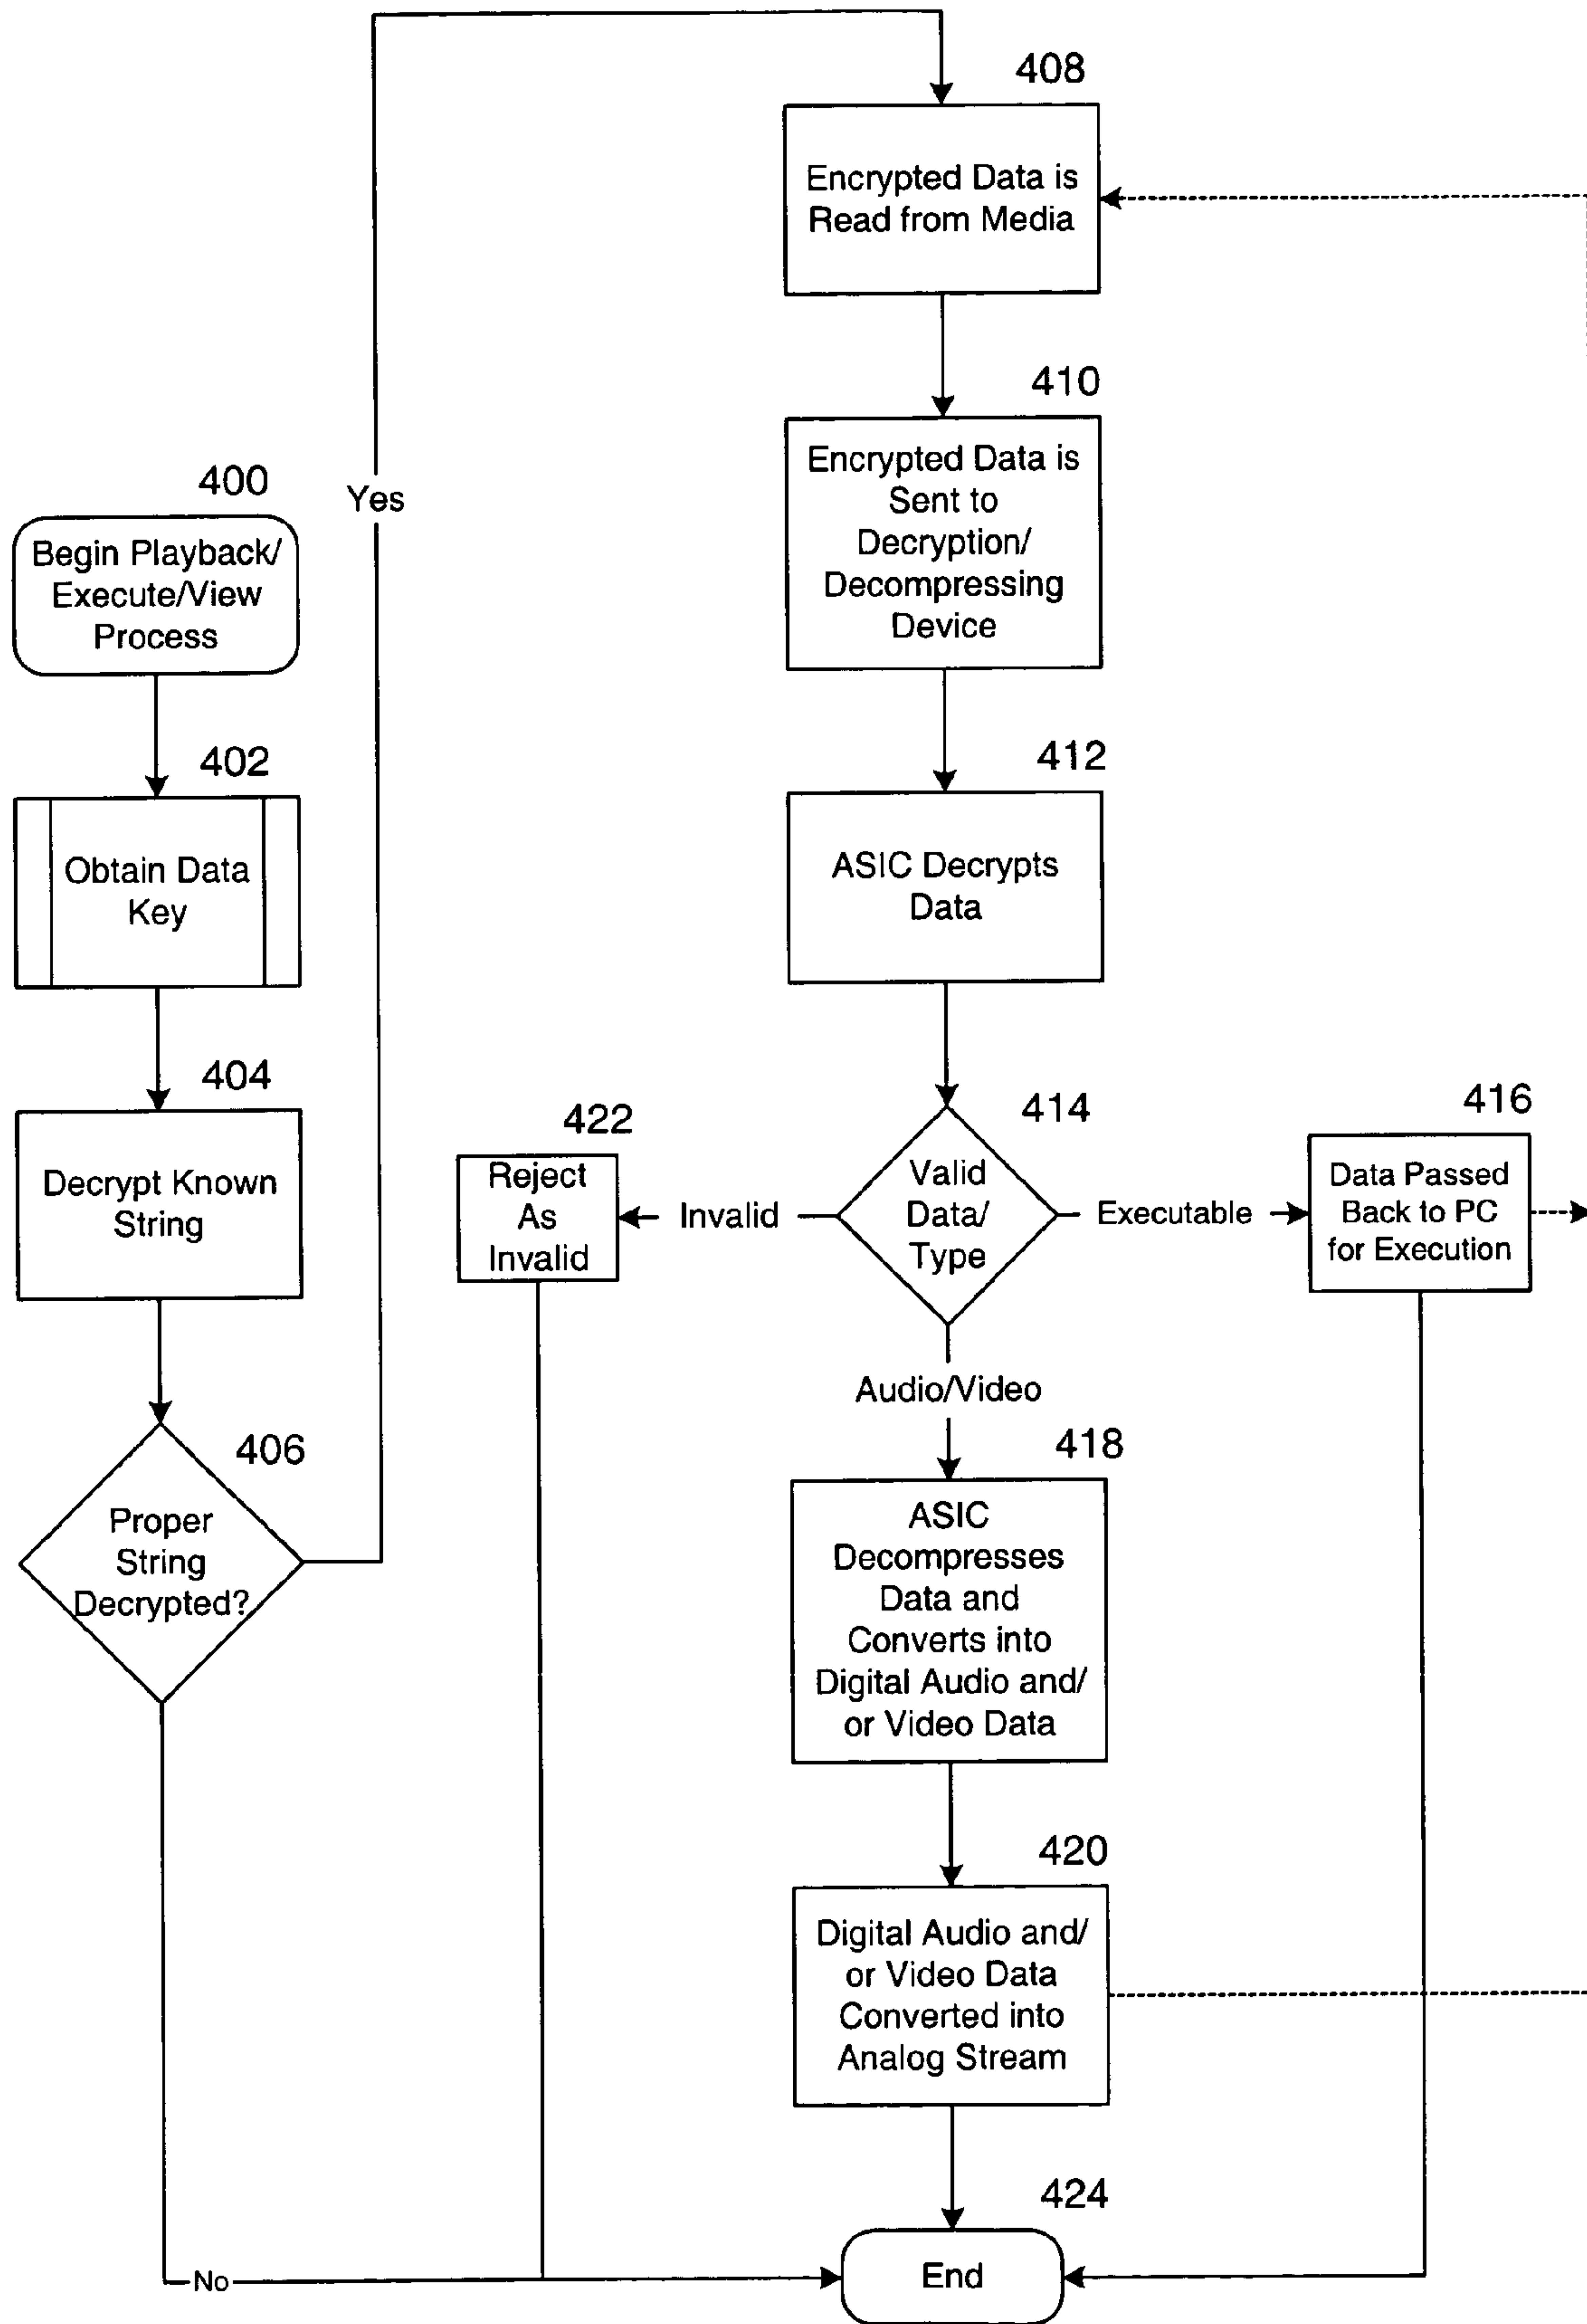 400
Begin Playback/
Execute/View
Process
402
Obtain Data
Key
404
Decrypt Known
String
406
Proper
String
Decrypted?
Yes
No
408
Encrypted Data is
Read from Media
410
Encrypted Data is
Sent to
Decryption/
Decompressing
Device
412
ASIC Decrypts
Data
414
Valid
Data/
Type
Invalid
422
Reject
As
Invalid
Executable
416
Data Passed
Back to PC
for Execution
Audio/Video
418
ASIC
Decompresses
Data and
Converts into
Digital Audio and/
or Video Data
420
Digital Audio and/
or Video Data
Converted into
Analog Stream
424
End